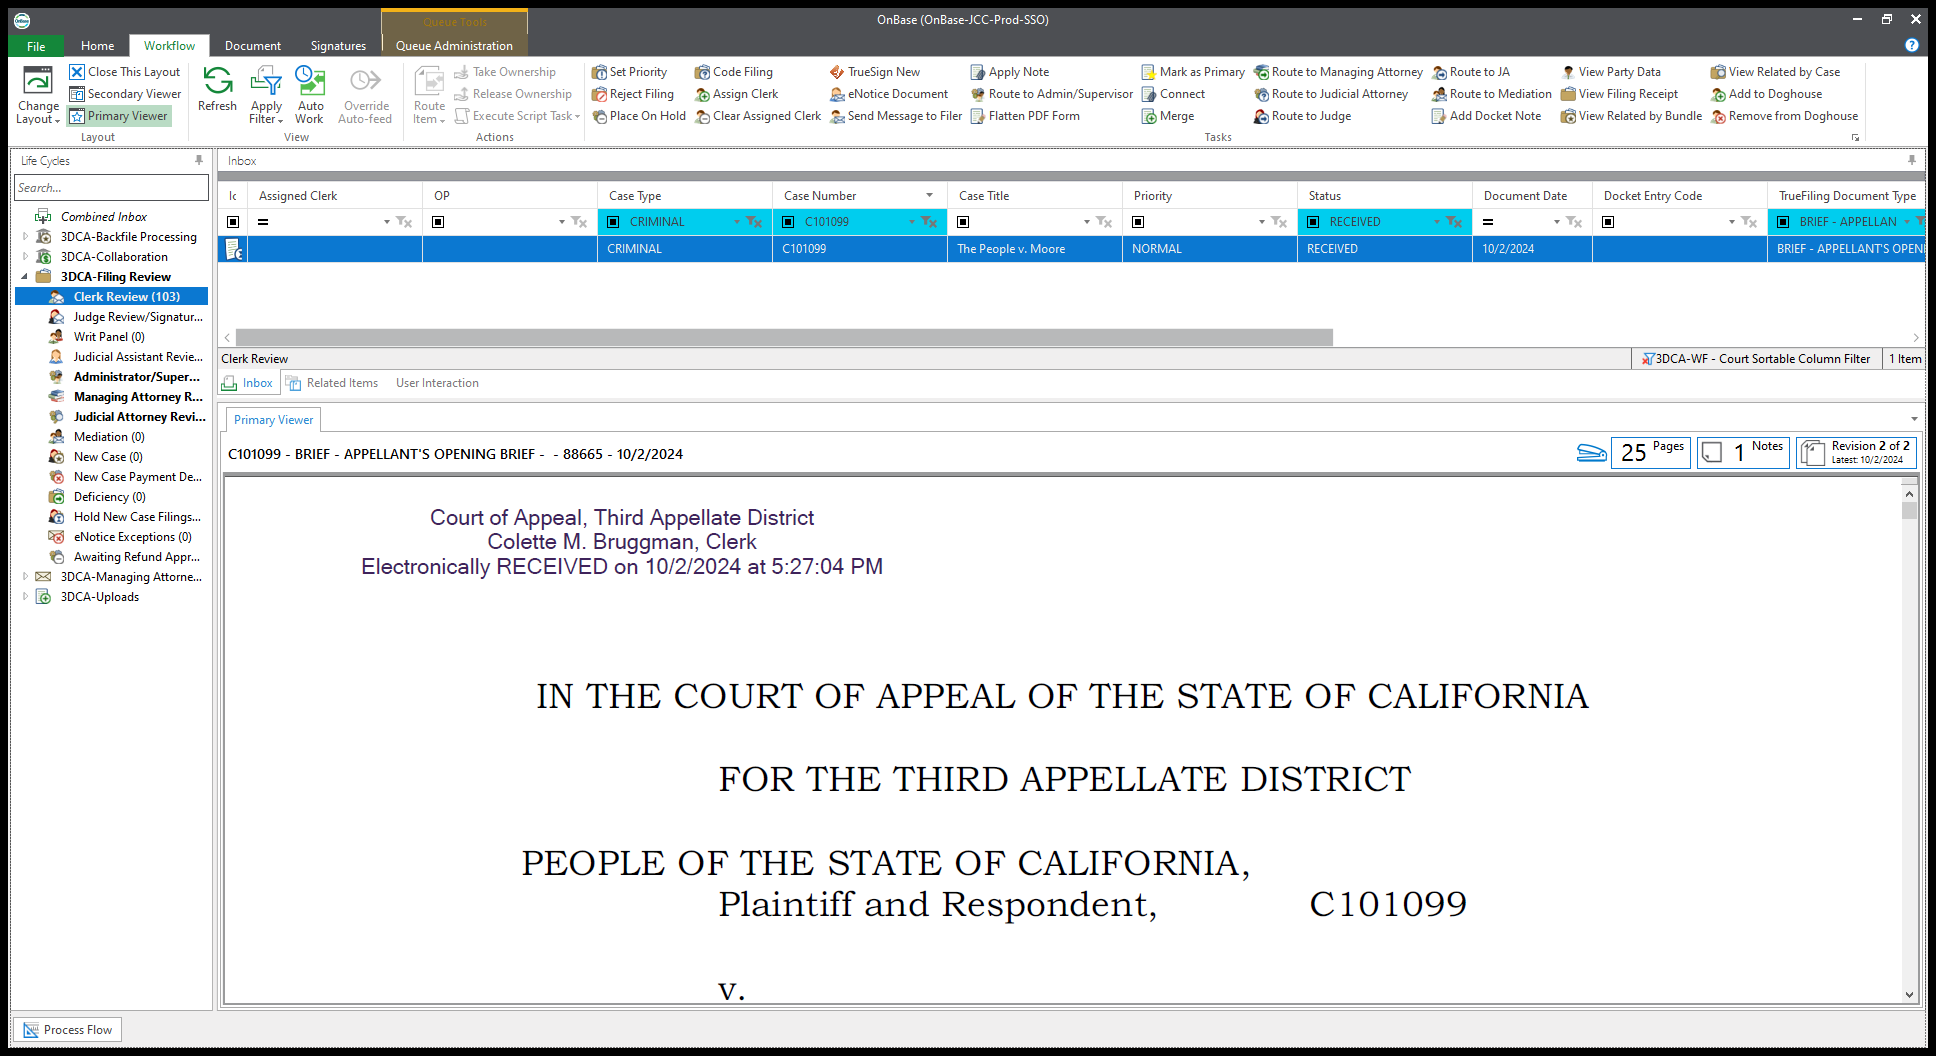 OnBase (OnBase-JCC-Prod-SSO)
Queue Tools
File
Home
Workflow
Document
Signatures
Queue Administration
Change Layout
Close This Layout
Secondary Viewer
Primary Viewer
Layout
Refresh
Apply Filter
Auto Work
Override Auto-feed
View
Route Item
Take Ownership
Release Ownership
Execute Script Task
Actions
Set Priority
Code Filing
TrueSign New
Apply Note
Mark as Primary
Route to Managing Attorney
Route to JA
View Party Data
View Related by Case
Reject Filing
Assign Clerk
eNotice Document
Route to Admin/Supervisor
Connect
Route to Judicial Attorney
Route to Mediation
View Filing Receipt
Add to Doghouse
Place On Hold
Clear Assigned Clerk
Send Message to Filer
Flatten PDF Form
Merge
Route to Judge
Add Docket Note
View Related by Bundle
Remove from Doghouse
Tasks
Life Cycles
Search...
Combined Inbox
3DCA-Backfile Processing
3DCA-Collaboration
3DCA-Filing Review
Clerk Review (103)
Judge Review/Signatur...
Writ Panel (0)
Judicial Assistant Revie...
Administrator/Super...
Managing Attorney R...
Judicial Attorney Revi...
Mediation (0)
New Case (0)
New Case Payment De...
Deficiency (0)
Hold New Case Filings...
eNotice Exceptions (0)
Awaiting Refund Appr...
3DCA-Managing Attorne...
3DCA-Uploads
Inbox
Ic
Assigned Clerk
OP
Case Type
Case Number
Case Title
Priority
Status
Document Date
Docket Entry Code
TrueFiling Document Type
=
CRIMINAL
C101099
RECEIVED
=
BRIEF - APPELLAN
CRIMINAL
C101099
The People v. Moore
NORMAL
RECEIVED
10/2/2024
BRIEF - APPELLANT'S OPENI
Clerk Review
3DCA-WF - Court Sortable Column Filter
1 Item
Inbox
Related Items
User Interaction
Primary Viewer
C101099 - BRIEF - APPELLANT'S OPENING BRIEF -  - 88665 - 10/2/2024
25 Pages
1 Notes
Revision 2 of 2
Latest: 10/2/2024
Court of Appeal, Third Appellate District
Colette M. Bruggman, Clerk
Electronically RECEIVED on 10/2/2024 at 5:27:04 PM
IN THE COURT OF APPEAL OF THE STATE OF CALIFORNIA
FOR THE THIRD APPELLATE DISTRICT
PEOPLE OF THE STATE OF CALIFORNIA,
Plaintiff and Respondent, C101099
v.
Process Flow